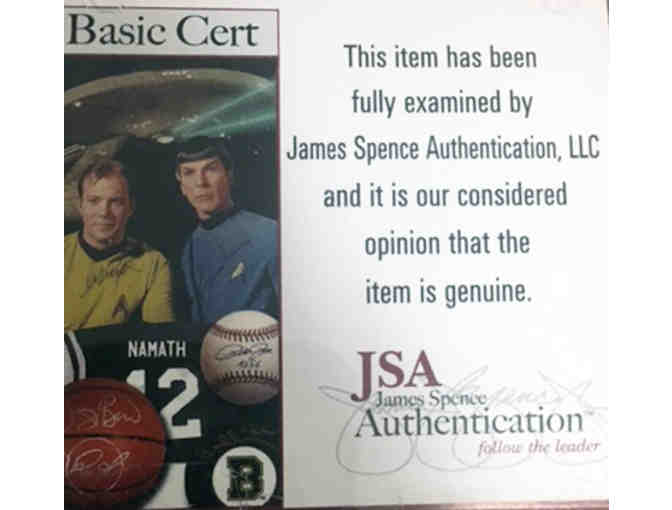 Basic Cert
This item has been
fully examined by
James Spence Authentication, LLC
and it is our considered
opinion that the
item is genuine.
NAMATH
12
B
JSA
James Spence
Authentication
follow the leader